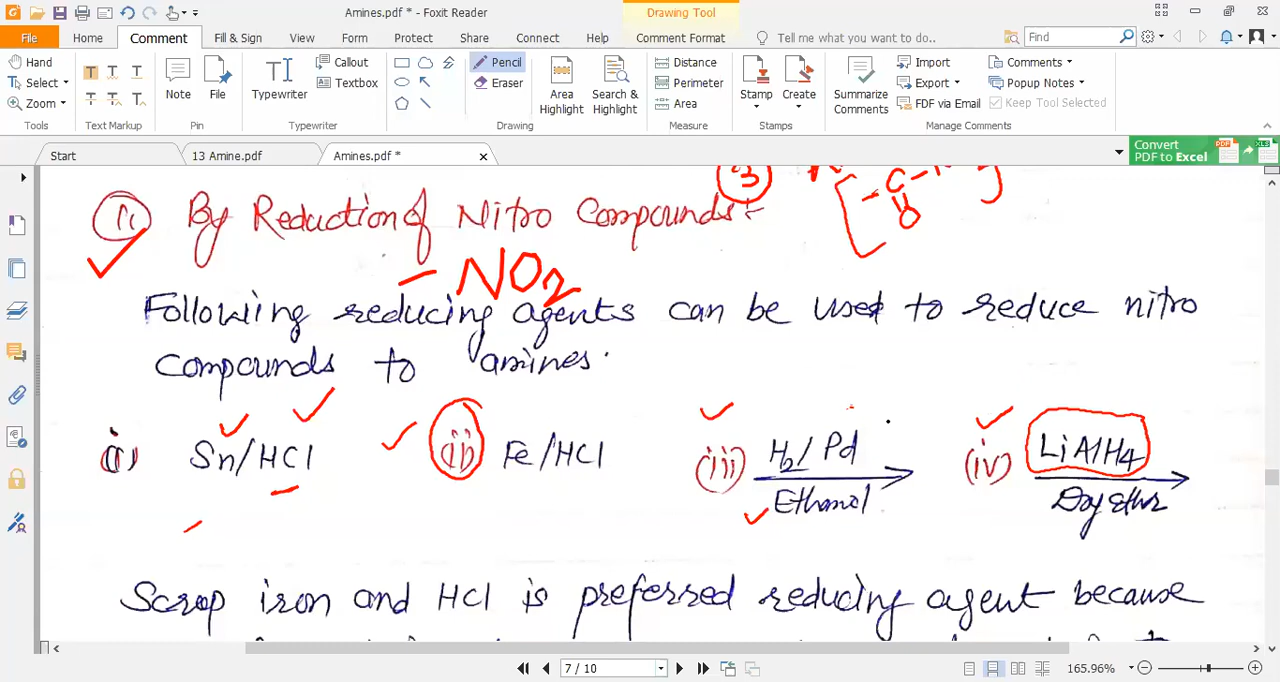 Amines.pdf * - Foxit Reader
Drawing Tool
File Home Comment Fill & Sign View Form Protect Share Connect Help Comment Format Tell me what you want to do.. Find
Hand
Select
Zoom
Tools
Text Markup
Note
File
Pin
Typewriter
Callout
Textbox
Typewriter
Pencil
Eraser
Drawing
Area Highlight
Search & Highlight
Distance
Perimeter
Area
Measure
Stamp
Create
Stamps
Summarize Comments
Import
Export
FDF via Email
Comments
Popup Notes
Keep Tool Selected
Manage Comments
Start 13 Amine.pdf Amines.pdf *
Convert PDF to Excel
3
- C -
O
By Reduction of Nitro Compounds:-
- NO2
Following reducing agents can be used to reduce nitro
compounds to amines.
(i) Sn/HCl (ii) Fe/HCl (iii) H2/Pd (iv) LiAlH4
Ethanol Dry Ether
Scrap iron and HCl is preferred reducing agent because
7 / 10
165.96%